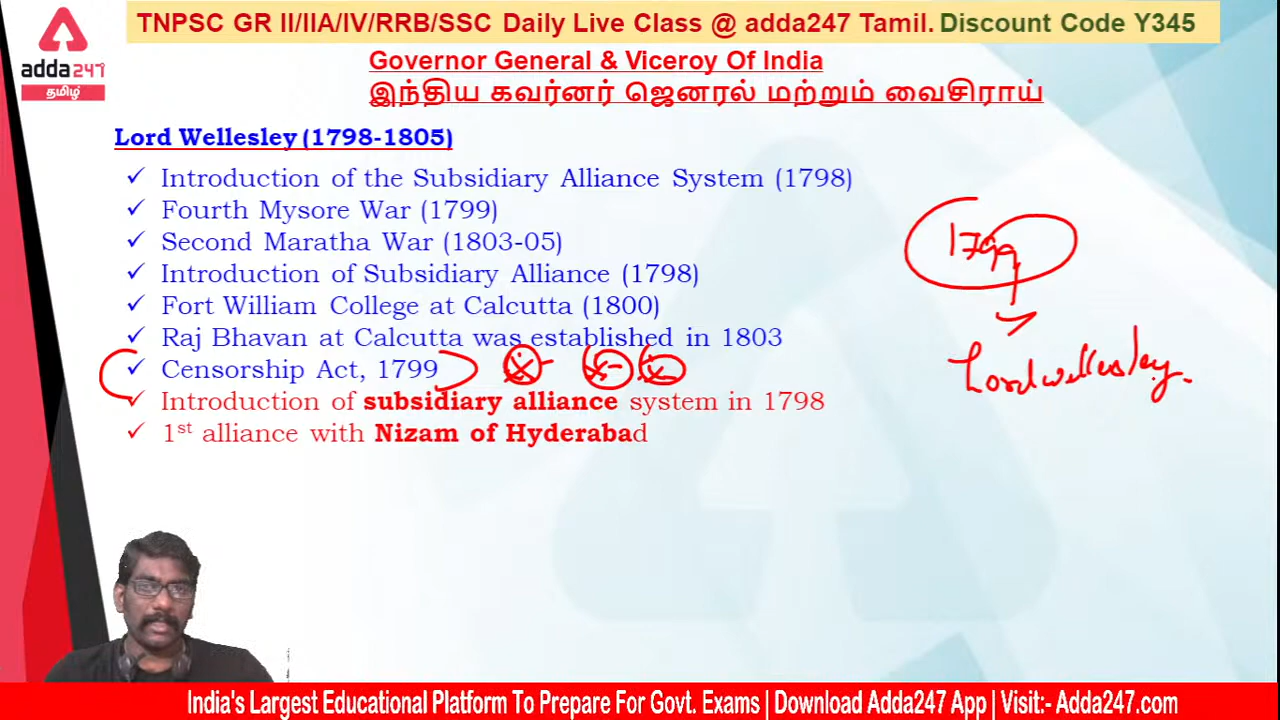 TNPSC GR II/IIA/IV/RRB/SSC Daily Live Class @ adda247 Tamil. Discount Code Y345
adda247
தமிழ்
Governor General & Viceroy Of India
இந்திய கவர்னர் ஜெனரல் மற்றும் வைசிராய்
Lord Wellesley (1798-1805)
✓ Introduction of the Subsidiary Alliance System (1798)
✓ Fourth Mysore War (1799)
✓ Second Maratha War (1803-05)
✓ Introduction of Subsidiary Alliance (1798)
✓ Fort William College at Calcutta (1800)
✓ Raj Bhavan at Calcutta was established in 1803
✓ Censorship Act, 1799
✓ Introduction of subsidiary alliance system in 1798
✓ 1st alliance with Nizam of Hyderabad
1799
Lord wellesley.
India's Largest Educational Platform To Prepare For Govt. Exams | Download Adda247 App | Visit:- Adda247.com